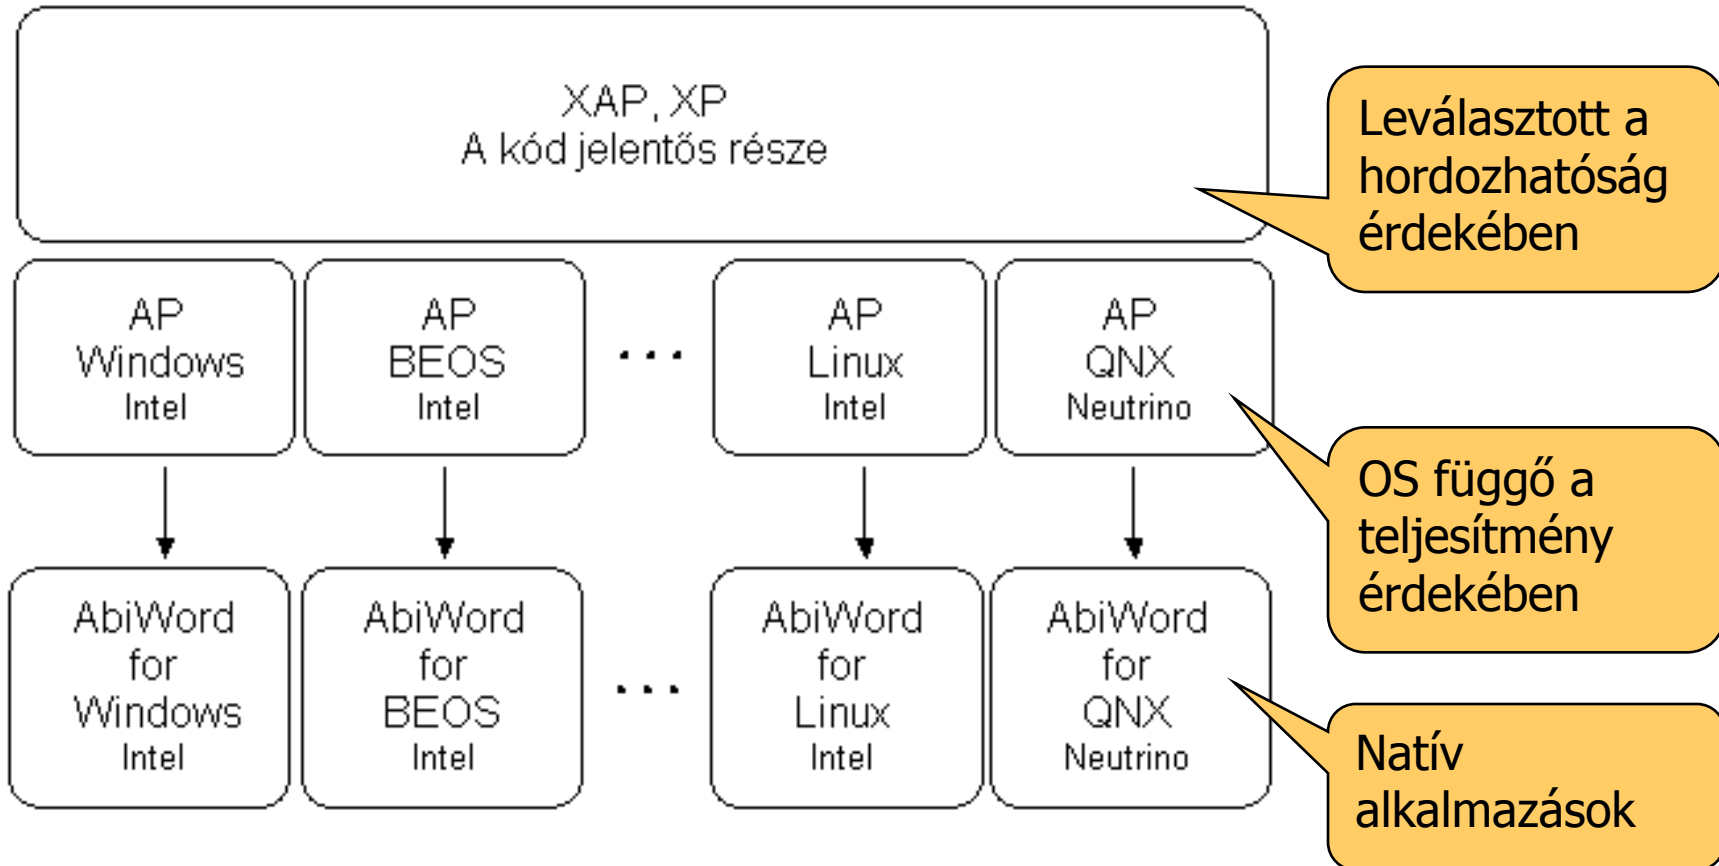 XAP, XP
A kód jelentős része
Leválasztott a
hordozhatóság
érdekében
AP
Windows
Intel
AP
BEOS
Intel
...
AP
Linux
Intel
AP
QNX
Neutrino
OS függő a
teljesítmény
érdekében
AbiWord
for
Windows
Intel
AbiWord
for
BEOS
Intel
...
AbiWord
for
Linux
Intel
AbiWord
for
QNX
Neutrino
Natív
alkalmazások